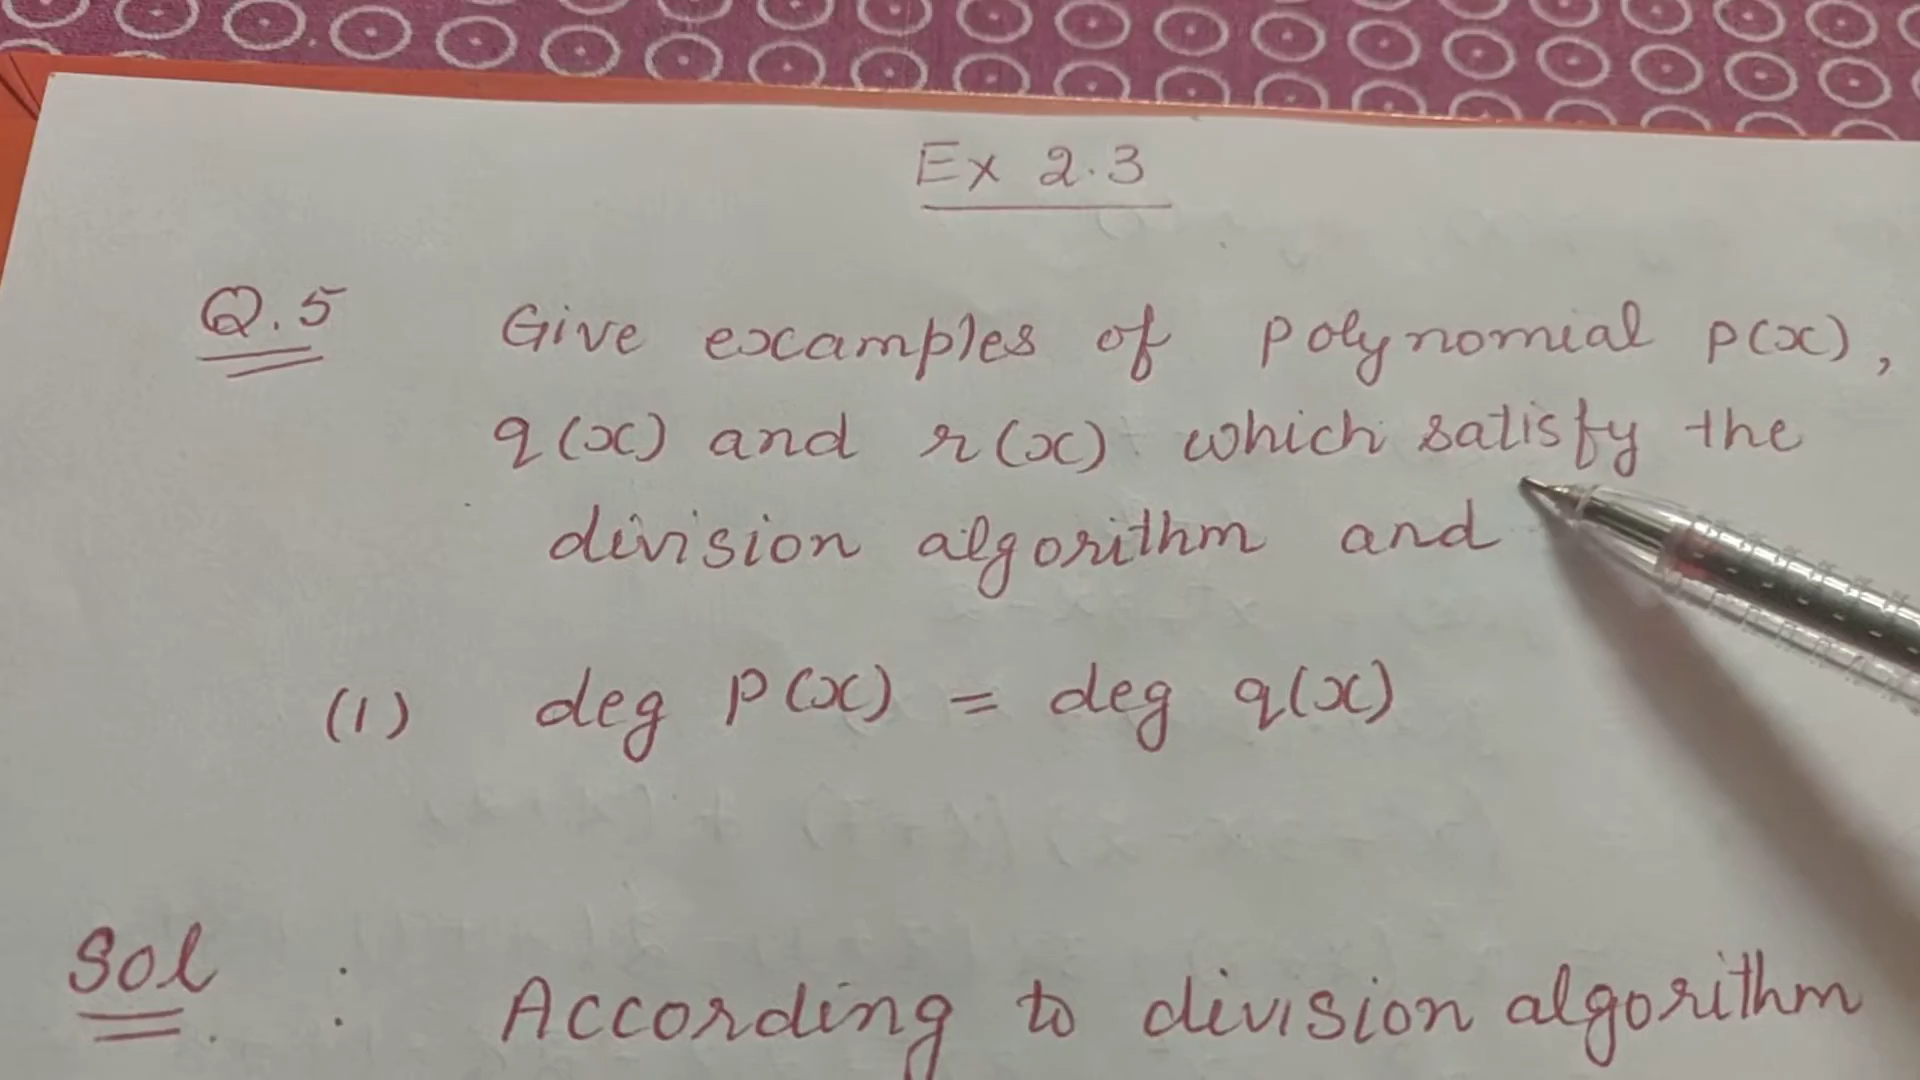 Ex 2.3
Q.5 Give examples of polynomial p(x),
q(x) and r(x) which satisfy the
division algorithm and
(1) deg p(x) = deg q(x)
Sol : According to division algorithm